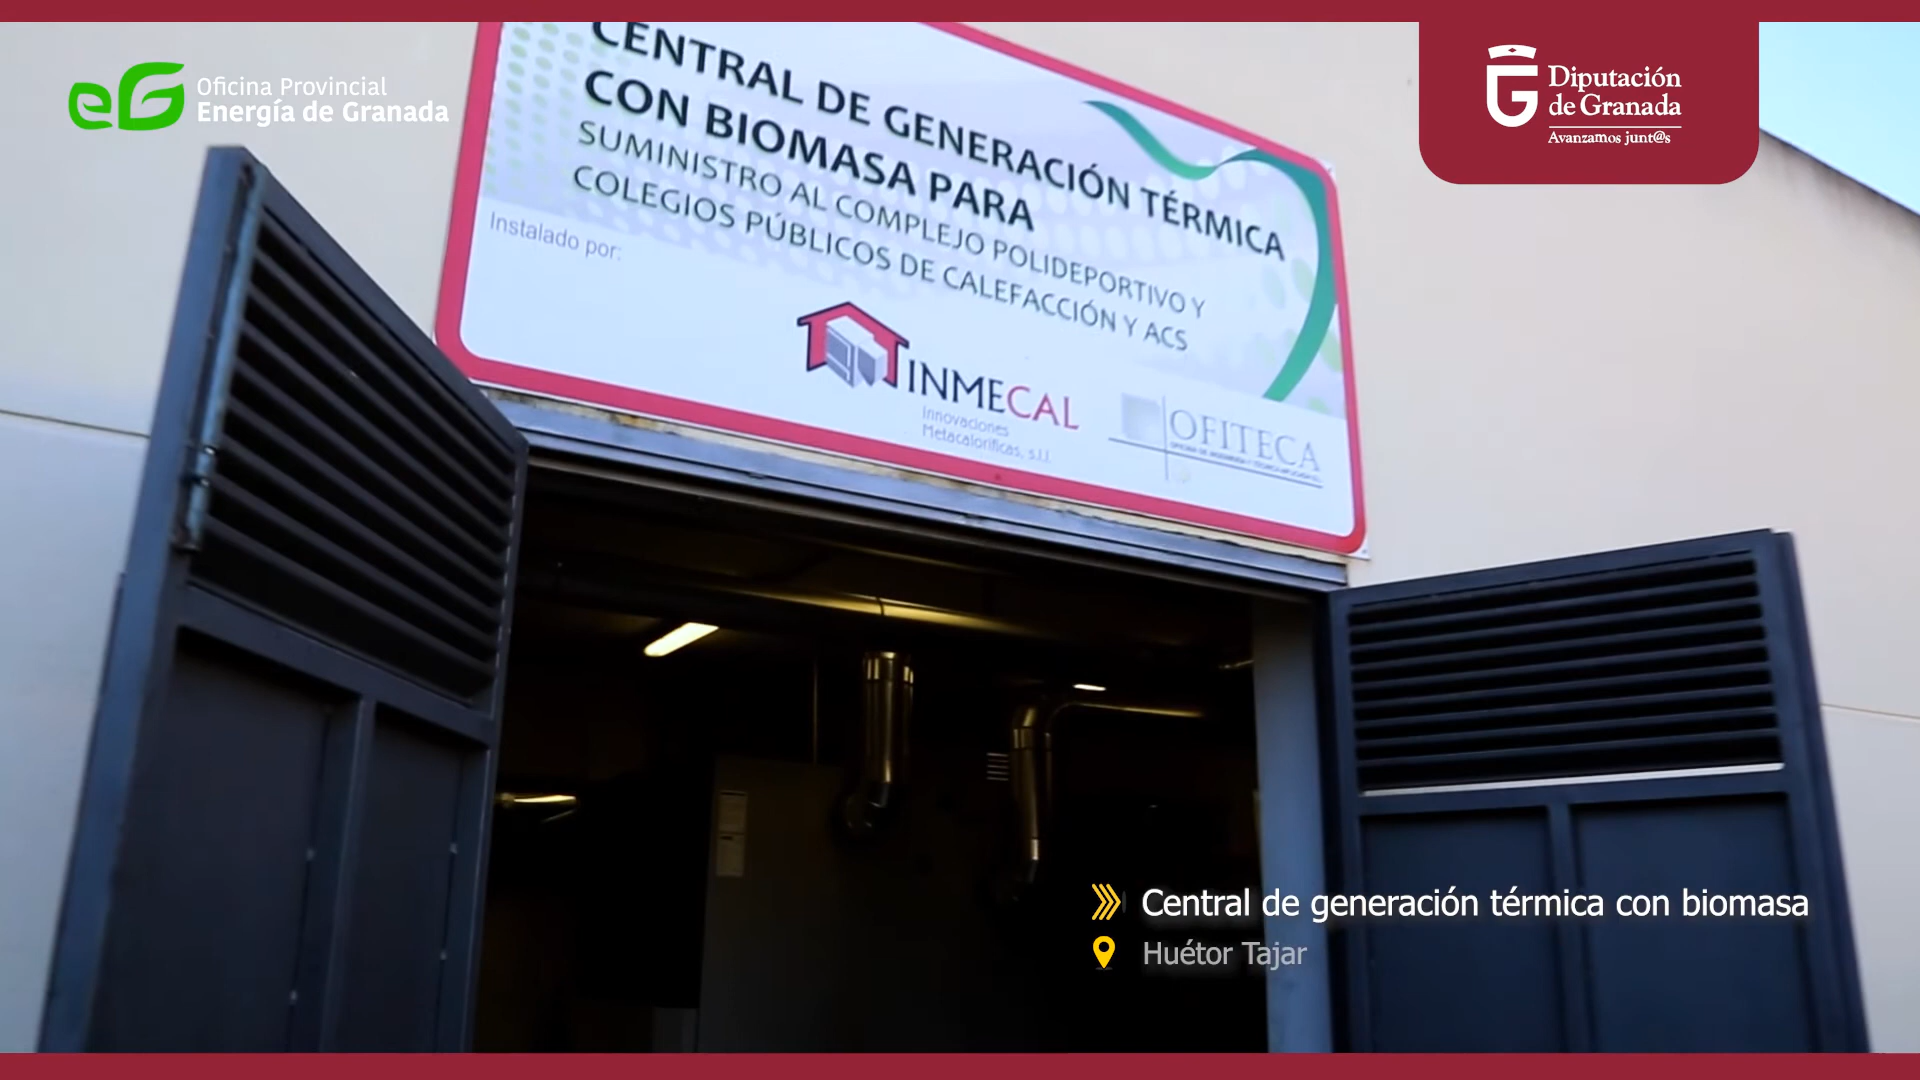 Oficina Provincial
Energía de Granada
Diputación
de Granada
Avanzamos junt@s
CENTRAL DE GENERACIÓN TÉRMICA
CON BIOMASA PARA
SUMINISTRO AL COMPLEJO POLIDEPORTIVO Y
COLEGIOS PÚBLICOS DE CALEFACCIÓN Y ACS
Instalado por:
INMECAL
Innovaciones
Metacaloríficas, s.l.l.
OFITECA
Central de generación térmica con biomasa
Huétor Tajar